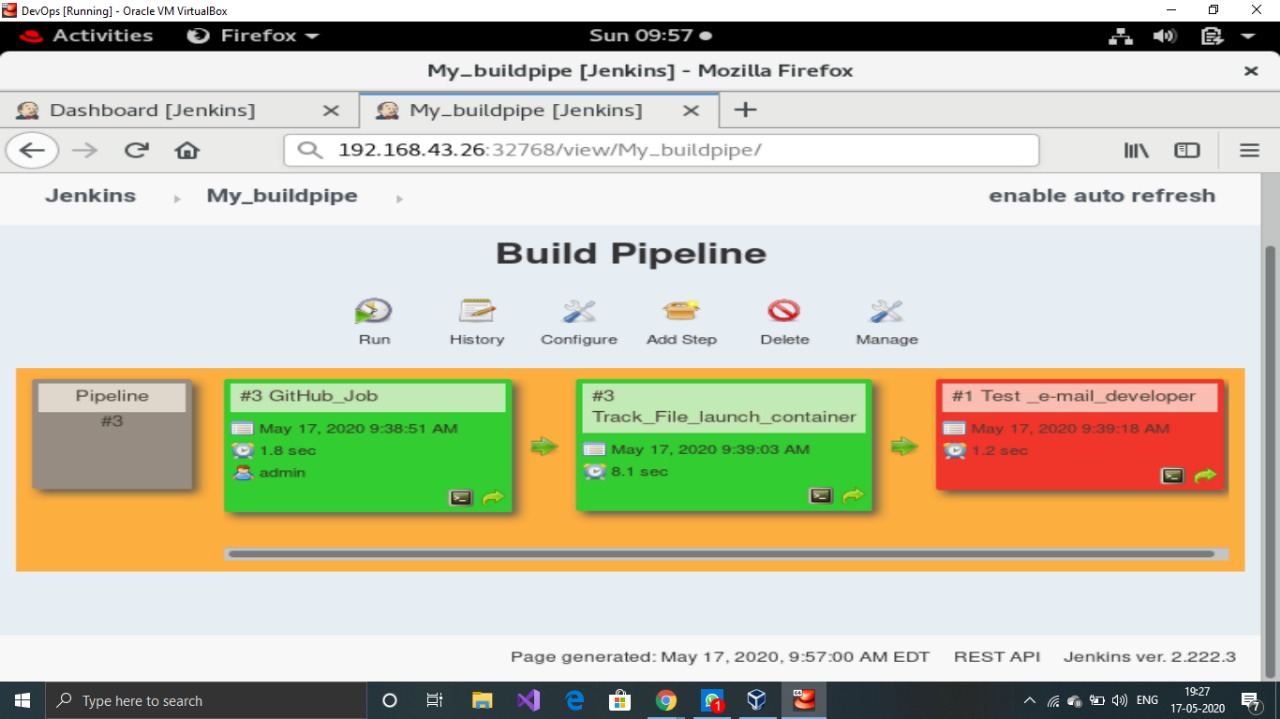 DevOps [Running] - Oracle VM VirtualBox
Activities Firefox Sun 09:57
My_buildpipe [Jenkins] - Mozilla Firefox
Dashboard [Jenkins] My_buildpipe [Jenkins]
192.168.43.26:32768/view/My_buildpipe/
Jenkins My_buildpipe enable auto refresh
Build Pipeline
Run History Configure Add Step Delete Manage
Pipeline
#3
#3 GitHub_Job
May 17, 2020 9:38:51 AM
1.8 sec
admin
#3
Track_File_launch_container
May 17, 2020 9:39:03 AM
8.1 sec
#1 Test _e-mail_developer
May 17, 2020 9:39:18 AM
1.2 sec
Page generated: May 17, 2020, 9:57:00 AM EDT REST API Jenkins ver. 2.222.3
Type here to search
1
ENG
19:27
17-05-2020
7